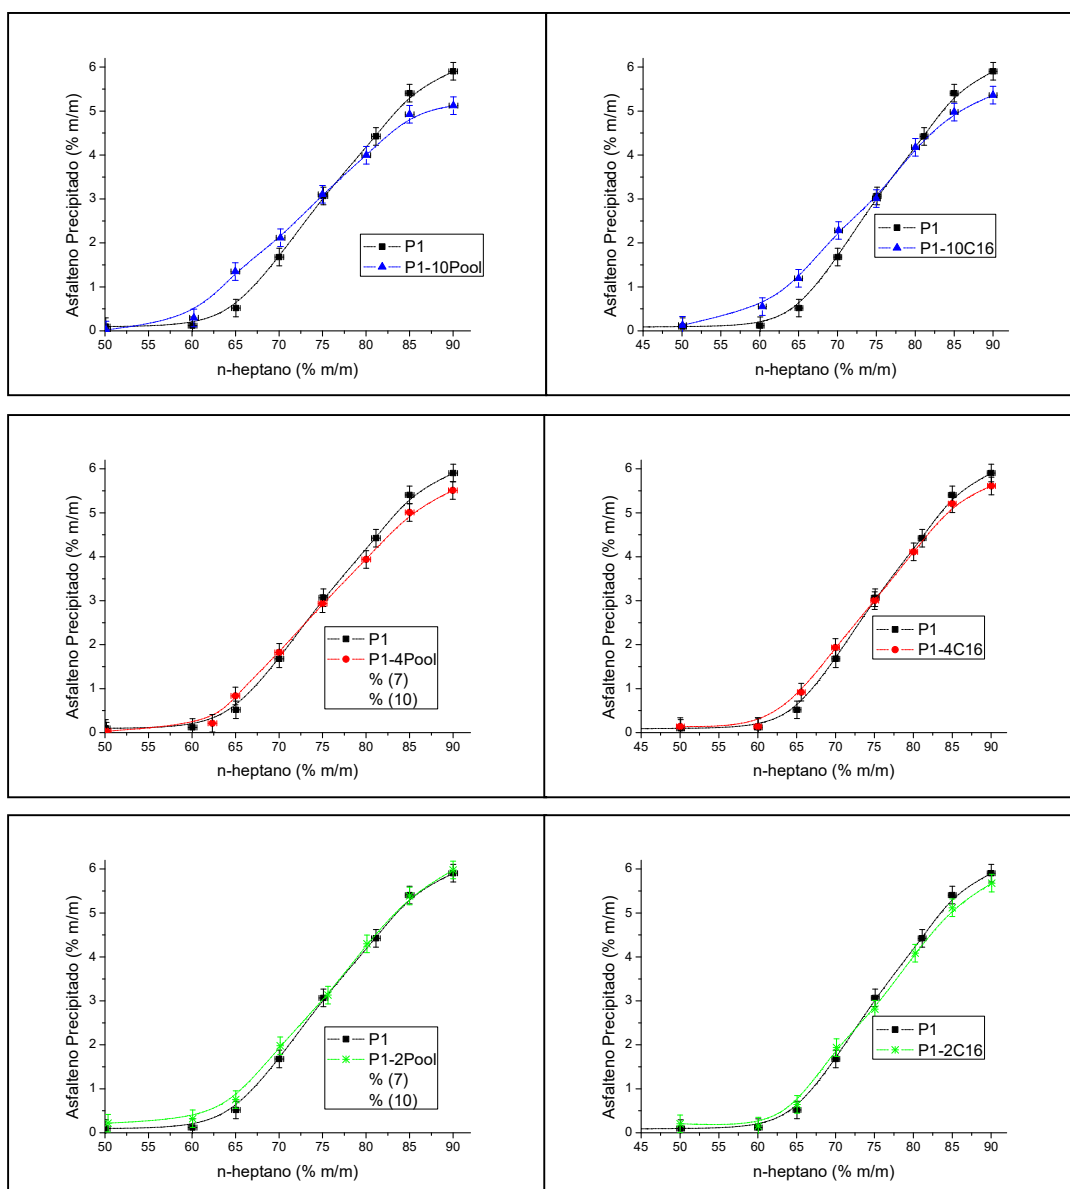 Asfalteno Precipitado (% m/m)
6
5
4
3
2
1
0
P1
P1-10Pool
50 55 60 65 70 75 80 85 90
n-heptano (% m/m)
Asfalteno Precipitado (% m/m)
6
5
4
3
2
1
0
P1
P1-10C16
45 50 55 60 65 70 75 80 85 90
n-heptano (% m/m)
Asfalteno Precipitado (% m/m)
6
5
4
3
2
1
0
P1
P1-4Pool
% (7)
% (10)
50 55 60 65 70 75 80 85 90
n-heptano (% m/m)
Asfalteno Precipitado (% m/m)
6
5
4
3
2
1
0
P1
P1-4C16
45 50 55 60 65 70 75 80 85 90
n-heptano (% m/m)
Asfalteno Precipitado (% m/m)
6
5
4
3
2
1
0
P1
P1-2Pool
% (7)
% (10)
50 55 60 65 70 75 80 85 90
n-heptano (% m/m)
Asfalteno Precipitado (% m/m)
6
5
4
3
2
1
0
P1
P1-2C16
45 50 55 60 65 70 75 80 85 90
n-heptano (% m/m)